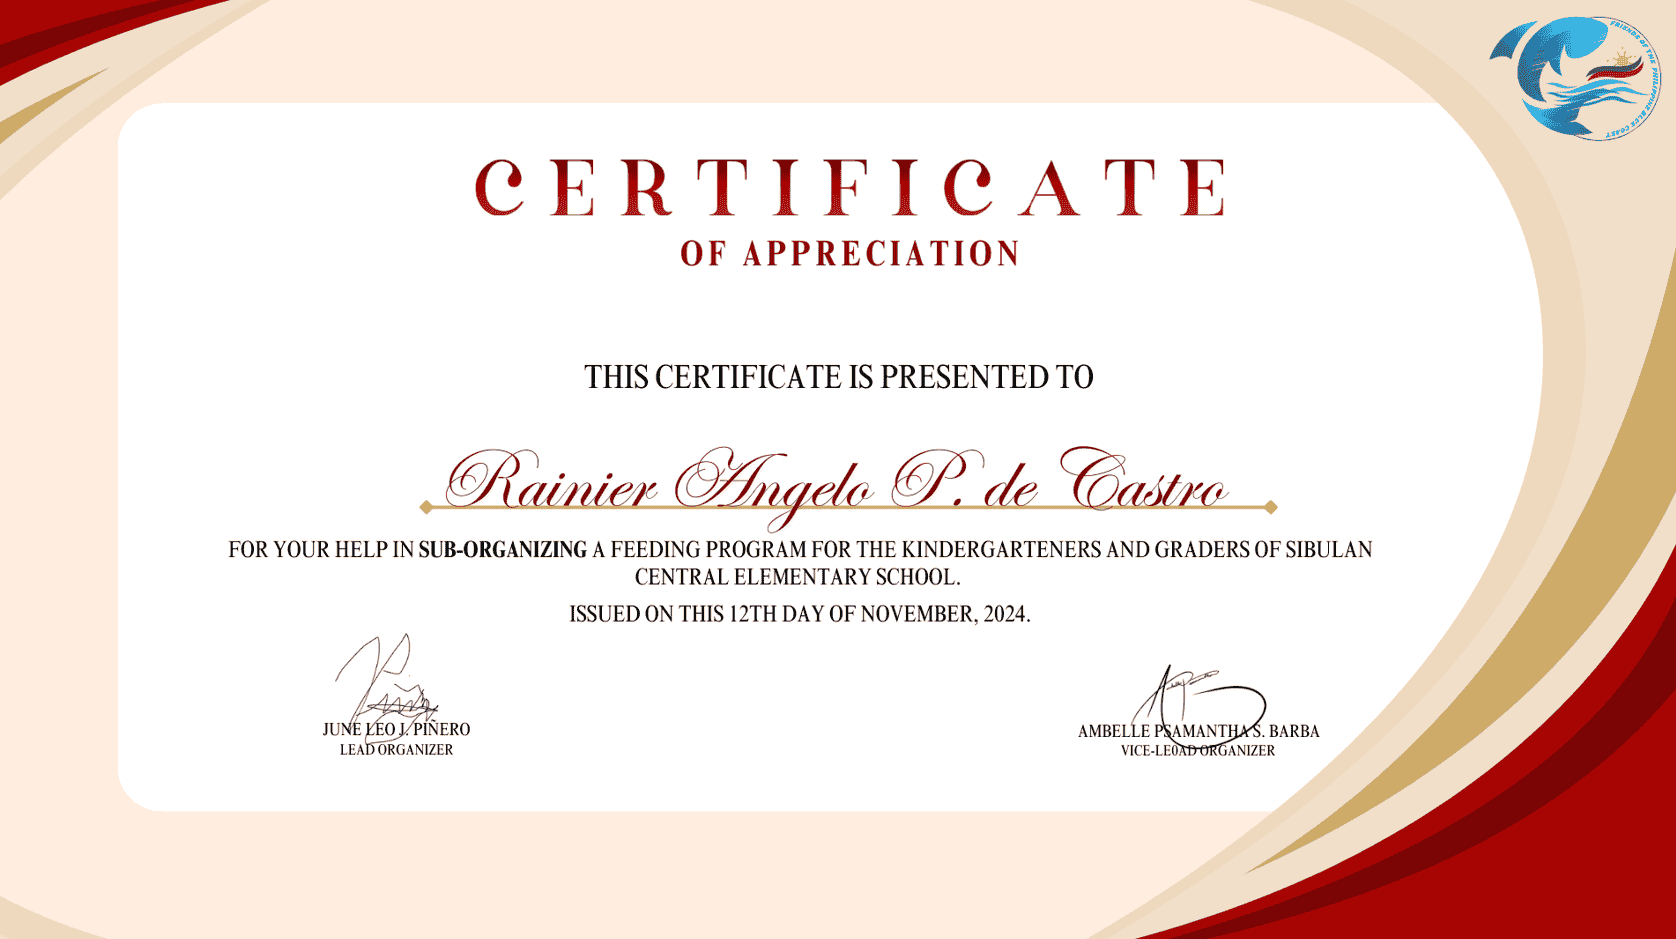 FRIENDS OF THE PHILIPPINE BLUE COAST
CERTIFICATE
OF APPRECIATION
THIS CERTIFICATE IS PRESENTED TO
Rainier Angelo P. de Castro
FOR YOUR HELP IN SUB-ORGANIZING A FEEDING PROGRAM FOR THE KINDERGARTENERS AND GRADERS OF SIBULAN
CENTRAL ELEMENTARY SCHOOL.
ISSUED ON THIS 12TH DAY OF NOVEMBER, 2024.
JUNE LEO J. PIÑERO
LEAD ORGANIZER
AMBELLE PSAMANTHA S. BARBA
VICE-LE0AD ORGANIZER